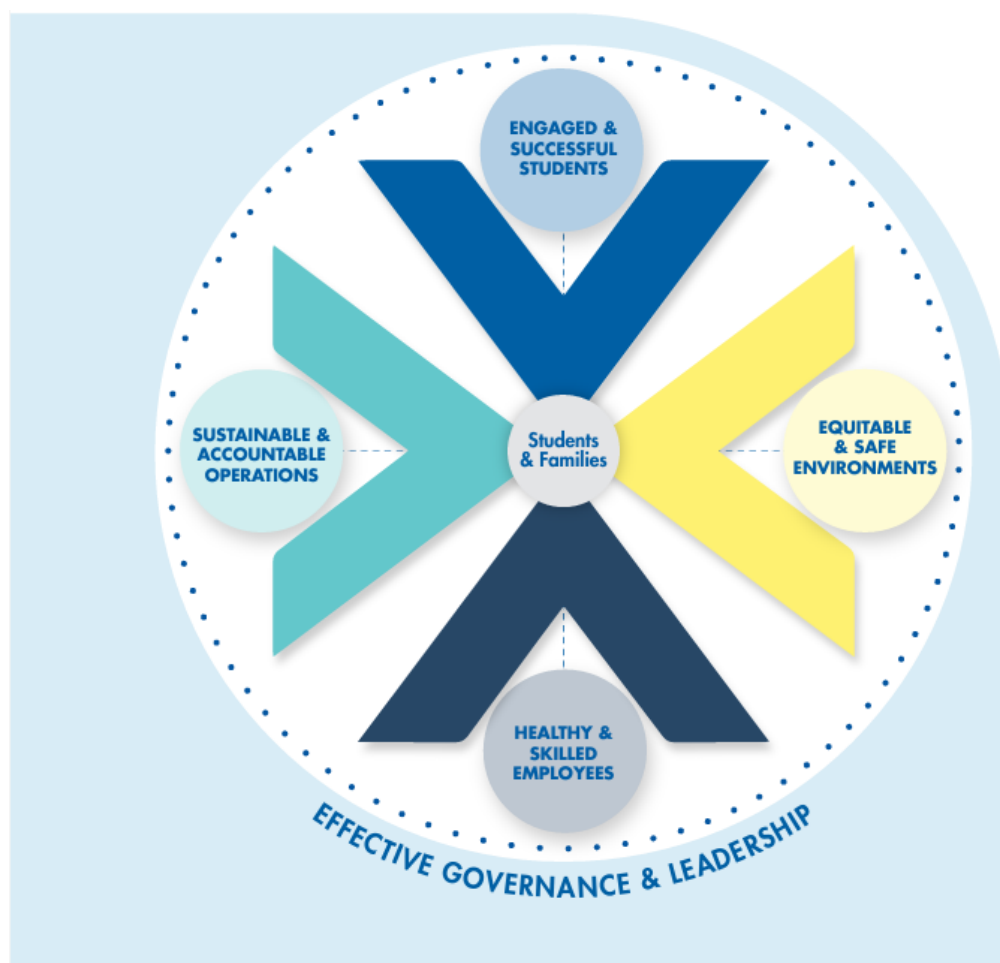 ENGAGED &
SUCCESSFUL
STUDENTS
SUSTAINABLE &
ACCOUNTABLE
OPERATIONS
Students
& Families
EQUITABLE
& SAFE
ENVIRONMENTS
HEALTHY &
SKILLED
EMPLOYEES
EFFECTIVE GOVERNANCE & LEADERSHIP